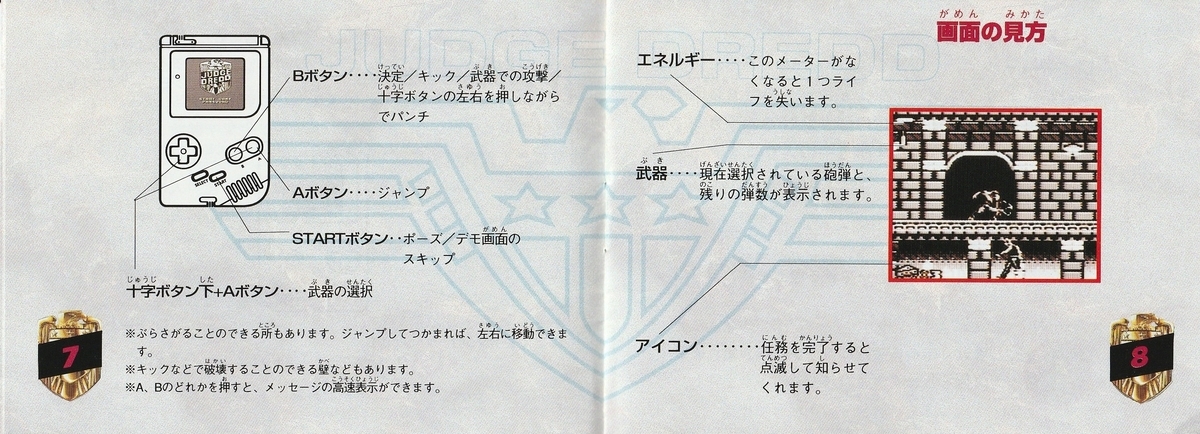 JUDGE DREDD
JUDGE
DREDD
SELECT
START
B
A
Bボタン‥‥決定／キック／武器での攻撃／
十字ボタンの左右を押しながら
でパンチ
Aボタン‥‥ジャンプ
STARTボタン‥ポーズ／デモ画面の
スキップ
十字ボタン下+Aボタン‥‥武器の選択
※ぶらさがることのできる所もあります。ジャンプしてつかまれば、左右に移動できま
す。
※キックなどで破壊することのできる壁などもあります。
※A、Bのどれかを押すと、メッセージの高速表示ができます。
7
画面の見方
エネルギー‥‥このメーターがな
くなると1つライ
フを失います。
武器‥‥現在選択されている砲弾と、
残りの弾数が表示されます。
アイコン‥‥‥‥任務を完了すると
点滅して知らせて
くれます。
8